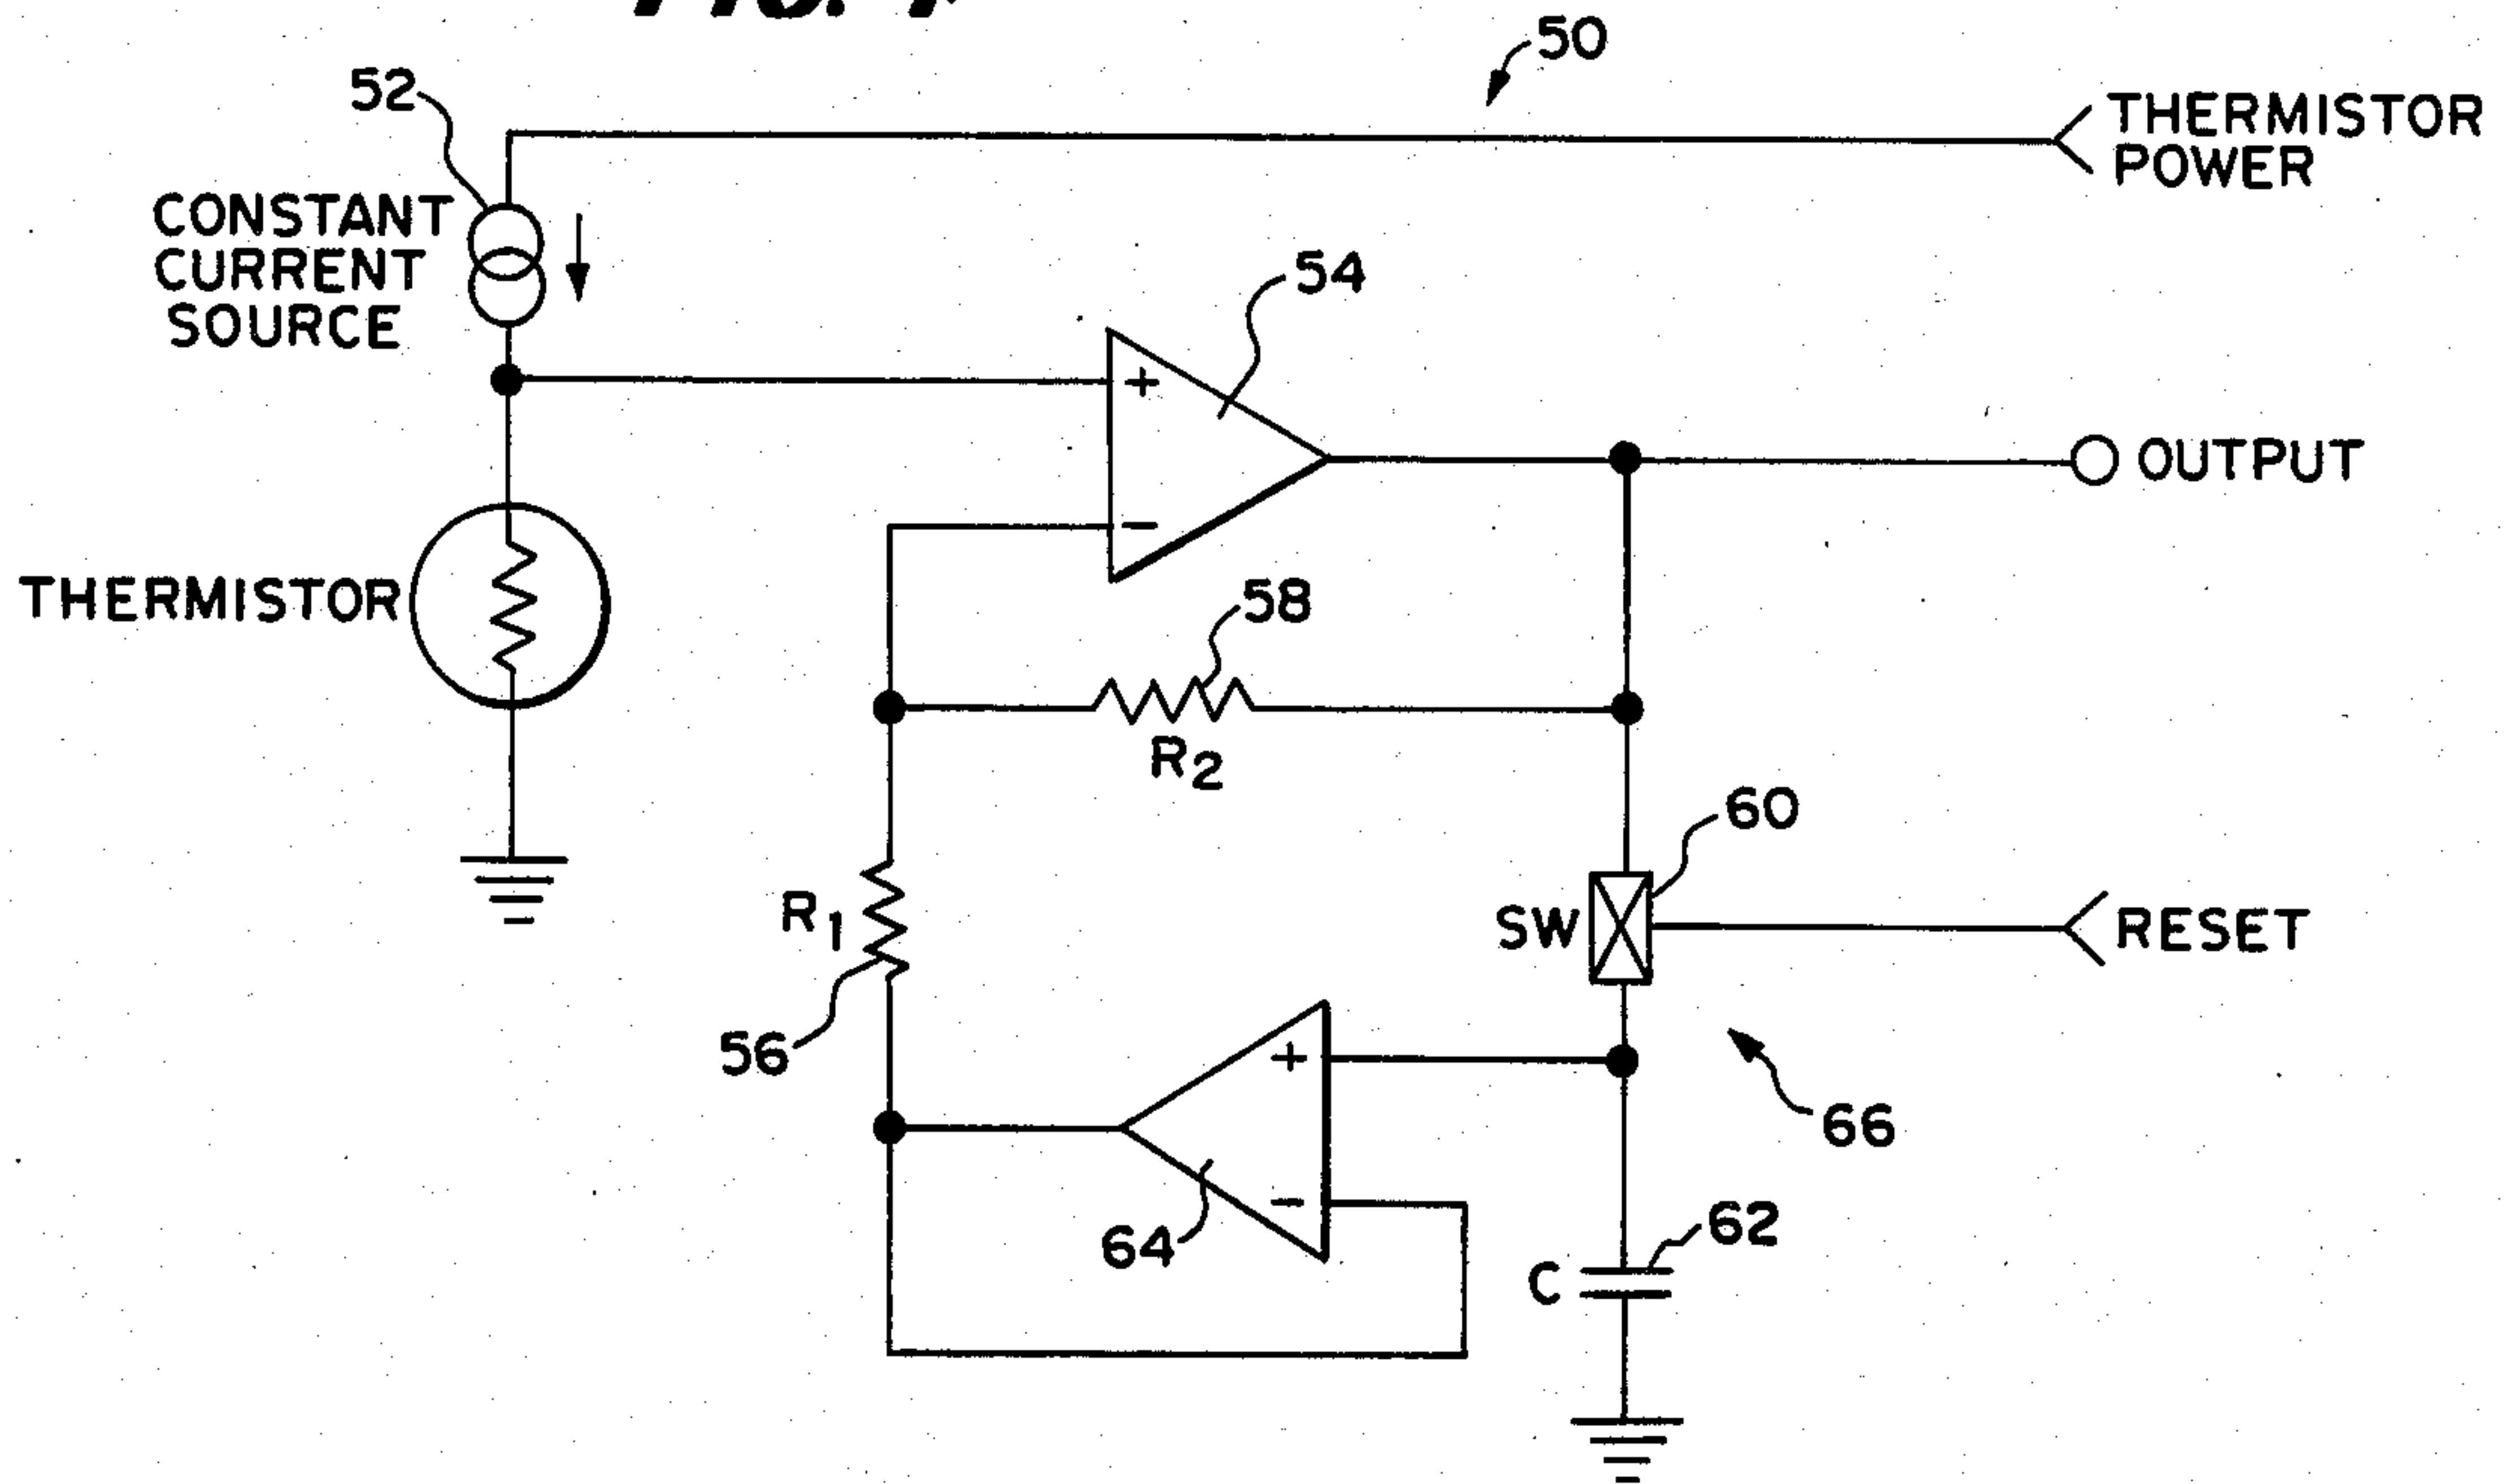 50
52
THERMISTOR
POWER
CONSTANT
CURRENT
SOURCE
54
+
OUTPUT
−
THERMISTOR
58
R2
60
R1
SW
RESET
56
+
66
−
64
62
C